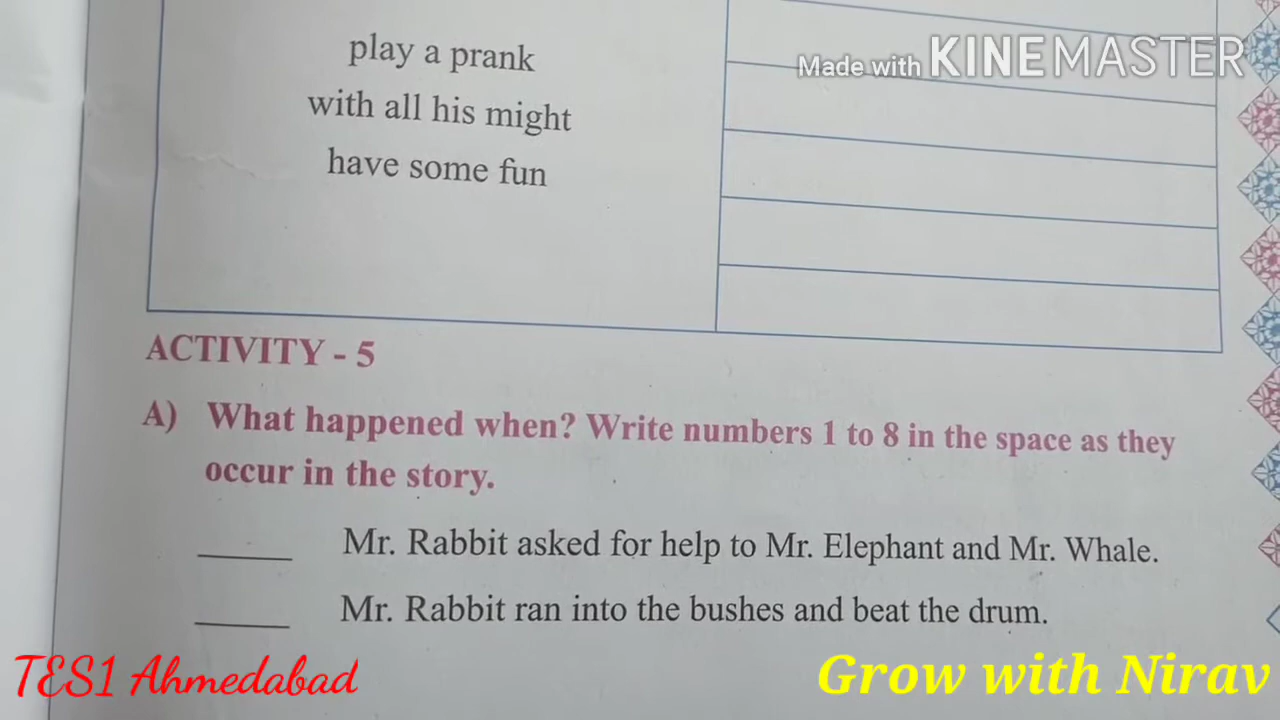 Made with KINEMASTER
play a prank
with all his might
have some fun
ACTIVITY - 5
A) What happened when? Write numbers 1 to 8 in the space as they
occur in the story.
_____ Mr. Rabbit asked for help to Mr. Elephant and Mr. Whale.
_____ Mr. Rabbit ran into the bushes and beat the drum.
TES1 Ahmedabad
Grow with Nirav